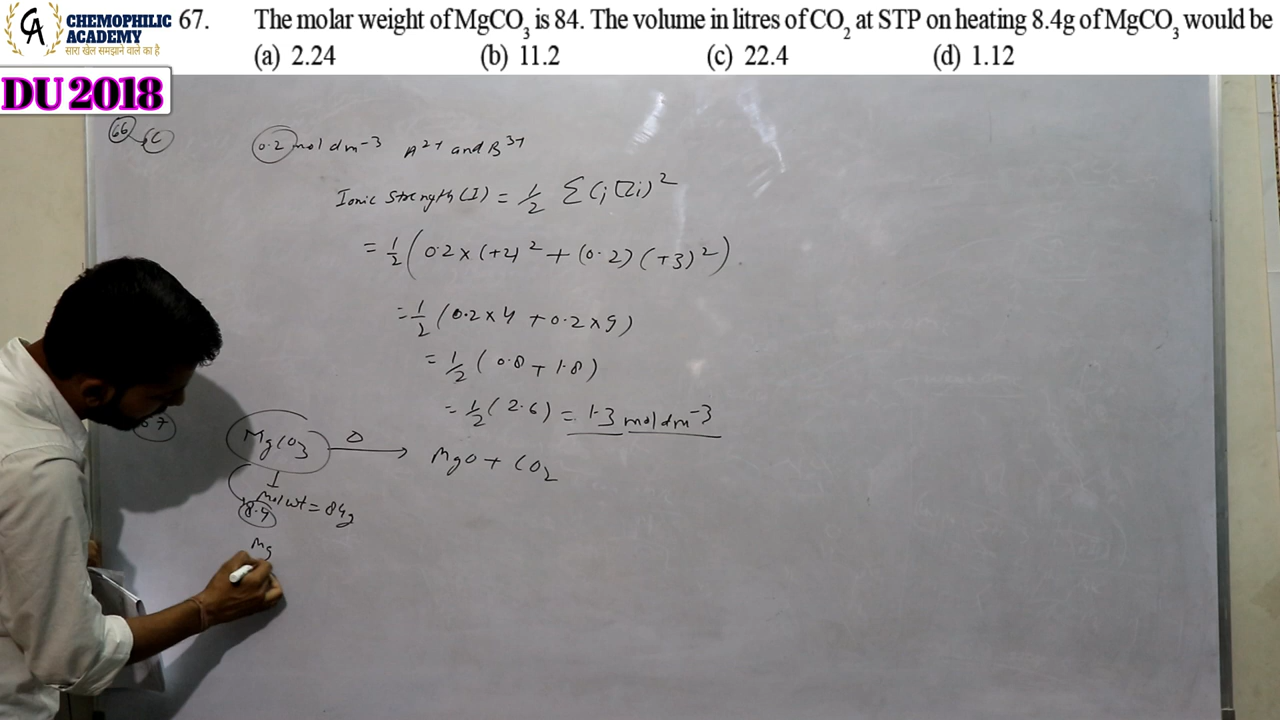 CHEMOPHILIC
ACADEMY
सारा खेल समझाने वाले का है
67. The molar weight of MgCO₃ is 84. The volume in litres of CO₂ at STP on heating 8.4g of MgCO₃ would be
(a) 2.24 (b) 11.2 (c) 22.4 (d) 1.12
DU 2018
66 → C
0.2 mol dm⁻³ A²⁺ and B³⁺
Ionic Strength (I) = 1/2 Σ Ci (Zi)²
= 1/2 (0.2 × (+2)² + (0.2) (+3)²)
= 1/2 (0.2×4 + 0.2×9)
= 1/2 (0.8 + 1.8)
= 1/2 (2.6) = 1.3 mol dm⁻³
67
MgCO₃ —Δ→ MgO + CO₂
Mol wt = 84g
8.4
Mg